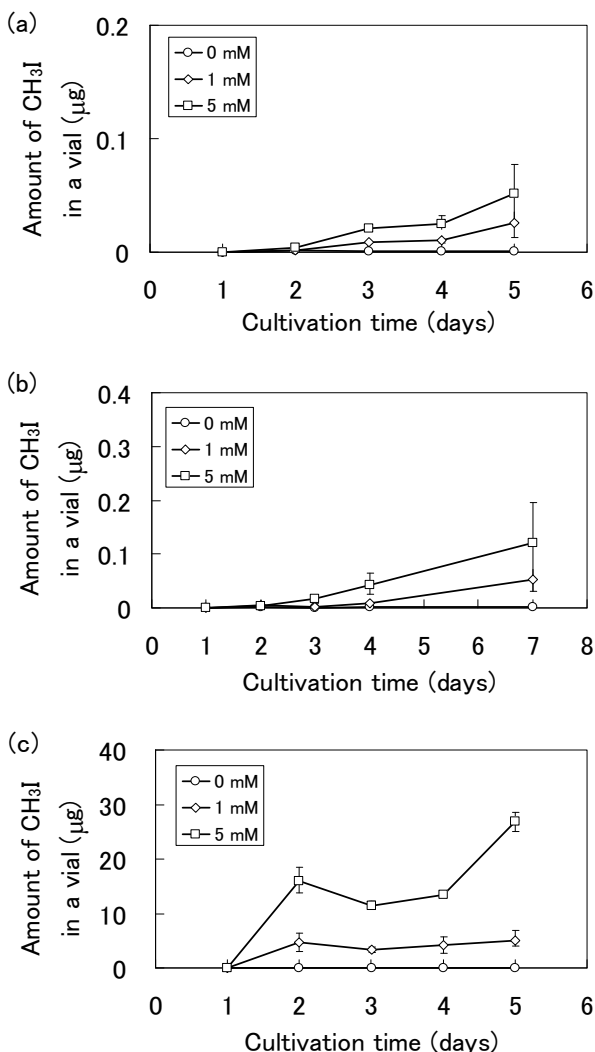 (a)
Amount of CH₃I
in a vial (μg)
0.2
0.1
0
0 mM
1 mM
5 mM
0 1 2 3 4 5 6
Cultivation time (days)
(b)
Amount of CH₃I
in a vial (μg)
0.4
0.3
0.2
0.1
0
0 mM
1 mM
5 mM
0 1 2 3 4 5 6 7 8
Cultivation time (days)
(c)
Amount of CH₃I
in a vial (μg)
40
30
20
10
0
0 mM
1 mM
5 mM
0 1 2 3 4 5 6
Cultivation time (days)